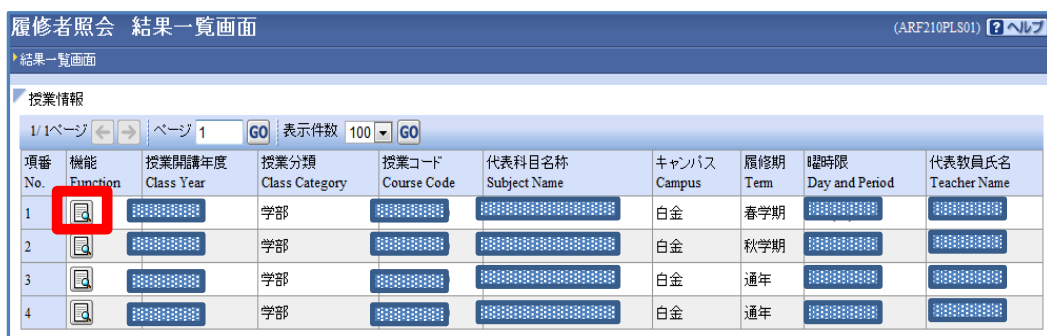 履修者照会 結果一覧画面 (ARF210PLS01) ? ヘルプ
結果一覧画面
授業情報
1/1ページ ページ 1 GO 表示件数 100 GO
項番 機能 授業開講年度 授業分類 授業コード 代表科目名称 キャンパス 履修期 曜時限 代表教員氏名
No. Function Class Year Class Category Course Code Subject Name Campus Term Day and Period Teacher Name
1 学部 白金 春学期
2 学部 白金 秋学期
3 学部 白金 通年
4 学部 白金 通年